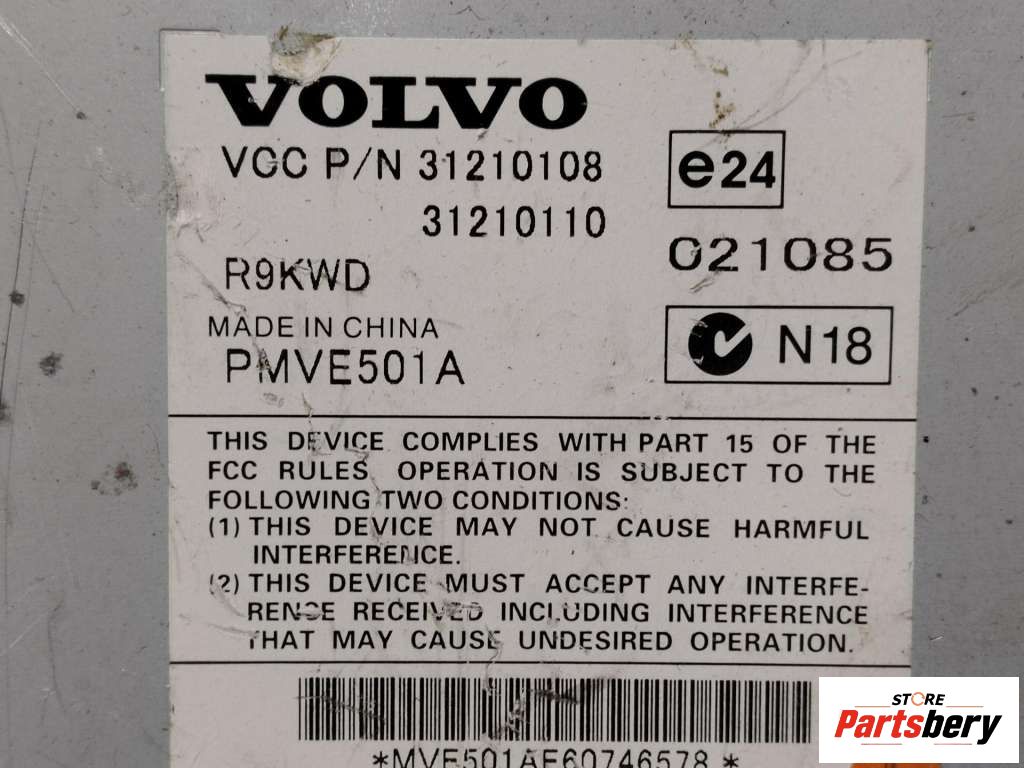 VOLVO
VCC P/N 31210108
31210110
e24
021085
R9KWD
MADE IN CHINA
PMVE501A
N18
THIS DEVICE COMPLIES WITH PART 15 OF THE
FCC RULES. OPERATION IS SUBJECT TO THE
FOLLOWING TWO CONDITIONS:
(1) THIS DEVICE MAY NOT CAUSE HARMFUL
INTERFERENCE.
(2) THIS DEVICE MUST ACCEPT ANY INTERFE-
RENCE RECEIVED INCLUDING INTERFERENCE
THAT MAY CAUSE UNDESIRED OPERATION.
*MVE501AE60746578*
STORE
Partsbery